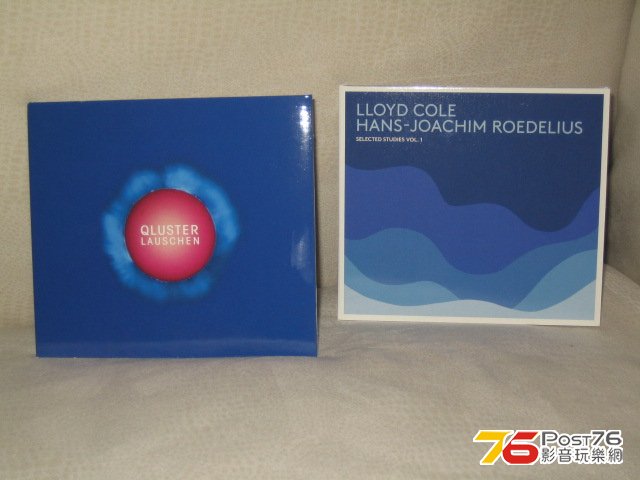 QLUSTER
LAUSCHEN
LLOYD COLE
HANS-JOACHIM ROEDELIUS
SELECTED STUDIES VOL. 1
76 POST76
影音玩樂網